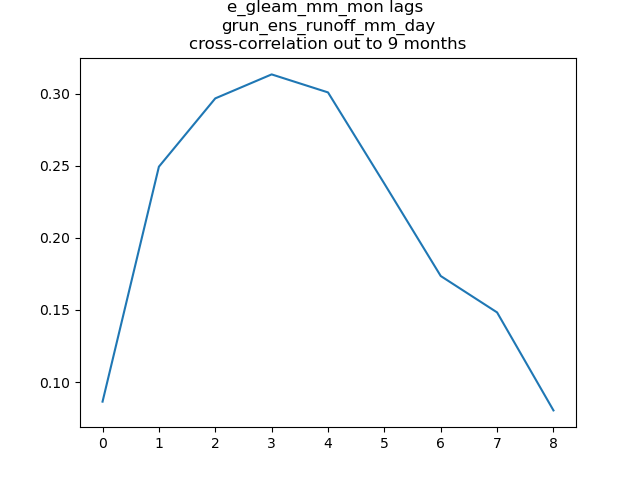 e_gleam_mm_mon lags
grun_ens_runoff_mm_day
cross-correlation out to 9 months
0.30
0.25
0.20
0.15
0.10
0 1 2 3 4 5 6 7 8